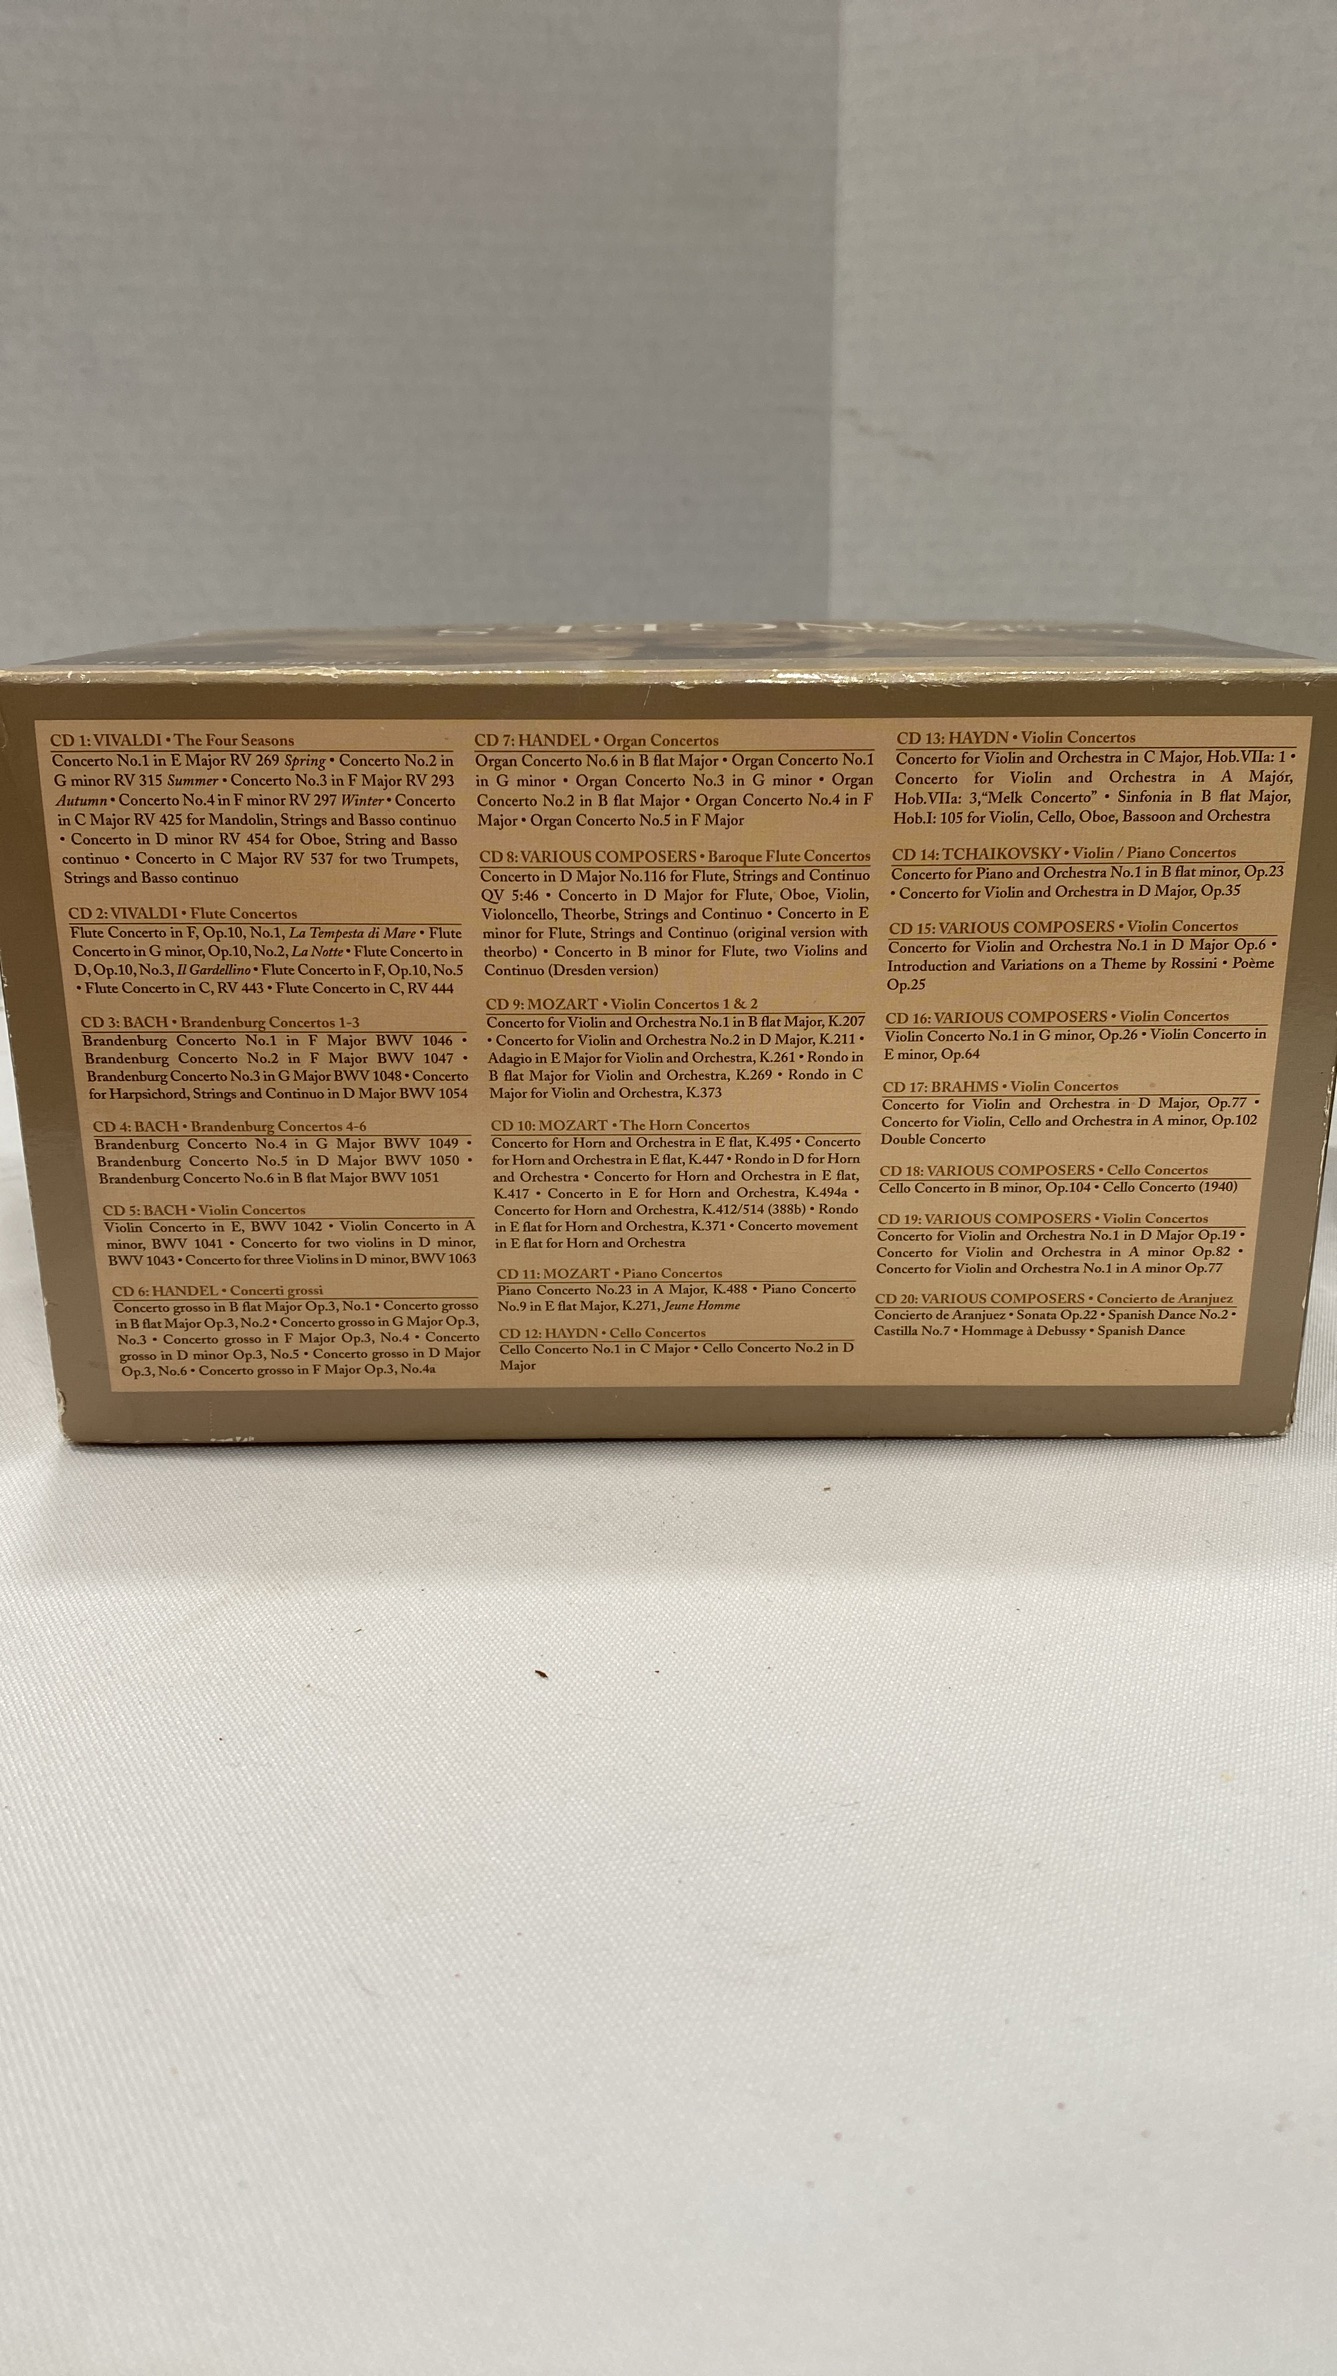 CD 1: VIVALDI • The Four Seasons
Concerto No.1 in E Major RV 269 Spring • Concerto No.2 in
G minor RV 315 Summer • Concerto No.3 in F Major RV 293
Autumn • Concerto No.4 in F minor RV 297 Winter • Concerto
in C Major RV 425 for Mandolin, Strings and Basso continuo
• Concerto in D minor RV 454 for Oboe, String and Basso
continuo • Concerto in C Major RV 537 for two Trumpets,
Strings and Basso continuo
CD 2: VIVALDI • Flute Concertos
Flute Concerto in F, Op.10, No.1, La Tempesta di Mare • Flute
Concerto in G minor, Op.10, No.2, La Notte • Flute Concerto in
D, Op.10, No.3, Il Gardellino • Flute Concerto in F, Op.10, No.5
• Flute Concerto in C, RV 443 • Flute Concerto in C, RV 444
CD 3: BACH • Brandenburg Concertos 1-3
Brandenburg Concerto No.1 in F Major BWV 1046 •
Brandenburg Concerto No.2 in F Major BWV 1047 •
Brandenburg Concerto No.3 in G Major BWV 1048 • Concerto
for Harpsichord, Strings and Continuo in D Major BWV 1054
CD 4: BACH • Brandenburg Concertos 4-6
Brandenburg Concerto No.4 in G Major BWV 1049 •
Brandenburg Concerto No.5 in D Major BWV 1050 •
Brandenburg Concerto No.6 in B flat Major BWV 1051
CD 5: BACH • Violin Concertos
Violin Concerto in E, BWV 1042 • Violin Concerto in A
minor, BWV 1041 • Concerto for two violins in D minor,
BWV 1043 • Concerto for three Violins in D minor, BWV 1063
CD 6: HANDEL • Concerti grossi
Concerto grosso in B flat Major Op.3, No.1 • Concerto grosso
in B flat Major Op.3, No.2 • Concerto grosso in G Major Op.3,
No.3 • Concerto grosso in F Major Op.3, No.4 • Concerto
grosso in D minor Op.3, No.5 • Concerto grosso in D Major
Op.3, No.6 • Concerto grosso in F Major Op.3, No.4a
CD 7: HANDEL • Organ Concertos
Organ Concerto No.6 in B flat Major • Organ Concerto No.1
in G minor • Organ Concerto No.3 in G minor • Organ
Concerto No.2 in B flat Major • Organ Concerto No.4 in F
Major • Organ Concerto No.5 in F Major
CD 8: VARIOUS COMPOSERS • Baroque Flute Concertos
Concerto in D Major No.116 for Flute, Strings and Continuo
QV 5:46 • Concerto in D Major for Flute, Oboe, Violin,
Violoncello, Theorbe, Strings and Continuo • Concerto in E
minor for Flute, Strings and Continuo (original version with
theorbo) • Concerto in B minor for Flute, two Violins and
Continuo (Dresden version)
CD 9: MOZART • Violin Concertos 1 & 2
Concerto for Violin and Orchestra No.1 in B flat Major, K.207
• Concerto for Violin and Orchestra No.2 in D Major, K.211 •
Adagio in E Major for Violin and Orchestra, K.261 • Rondo in
B flat Major for Violin and Orchestra, K.269 • Rondo in C
Major for Violin and Orchestra, K.373
CD 10: MOZART • The Horn Concertos
Concerto for Horn and Orchestra in E flat, K.495 • Concerto
for Horn and Orchestra in E flat, K.447 • Rondo in D for Horn
and Orchestra • Concerto for Horn and Orchestra in E flat,
K.417 • Concerto in E for Horn and Orchestra, K.494a •
Concerto for Horn and Orchestra, K.412/514 (388b) • Rondo
in E flat for Horn and Orchestra, K.371 • Concerto movement
in E flat for Horn and Orchestra
CD 11: MOZART • Piano Concertos
Piano Concerto No.23 in A Major, K.488 • Piano Concerto
No.9 in E flat Major, K.271, Jeune Homme
CD 12: HAYDN • Cello Concertos
Cello Concerto No.1 in C Major • Cello Concerto No.2 in D
Major
CD 13: HAYDN • Violin Concertos
Concerto for Violin and Orchestra in C Major, Hob.VIIa: 1 •
Concerto for Violin and Orchestra in A Major,
Hob.VIIa: 3, “Melk Concerto” • Sinfonia in B flat Major,
Hob.I: 105 for Violin, Cello, Oboe, Bassoon and Orchestra
CD 14: TCHAIKOVSKY • Violin / Piano Concertos
Concerto for Piano and Orchestra No.1 in B flat minor, Op.23
• Concerto for Violin and Orchestra in D Major, Op.35
CD 15: VARIOUS COMPOSERS • Violin Concertos
Concerto for Violin and Orchestra No.1 in D Major Op.6 •
Introduction and Variations on a Theme by Rossini • Poème
Op.25
CD 16: VARIOUS COMPOSERS • Violin Concertos
Violin Concerto No.1 in G minor, Op.26 • Violin Concerto in
E minor, Op.64
CD 17: BRAHMS • Violin Concertos
Concerto for Violin and Orchestra in D Major, Op.77 •
Concerto for Violin, Cello and Orchestra in A minor, Op.102
Double Concerto
CD 18: VARIOUS COMPOSERS • Cello Concertos
Cello Concerto in B minor, Op.104 • Cello Concerto (1940)
CD 19: VARIOUS COMPOSERS • Violin Concertos
Concerto for Violin and Orchestra No.1 in D Major Op.19 •
Concerto for Violin and Orchestra in A minor Op.82 •
Concerto for Violin and Orchestra No.1 in A minor Op.77
CD 20: VARIOUS COMPOSERS • Concierto de Aranjuez
Concierto de Aranjuez • Sonata Op.22 • Spanish Dance No.2 •
Castilla No.7 • Hommage à Debussy • Spanish Dance